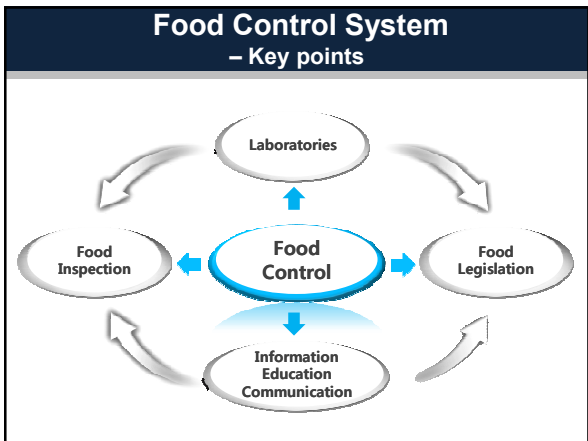 Food Control System
– Key points
Laboratories
Food
Inspection
Food
Control
Food
Legislation
Information
Education
Communication